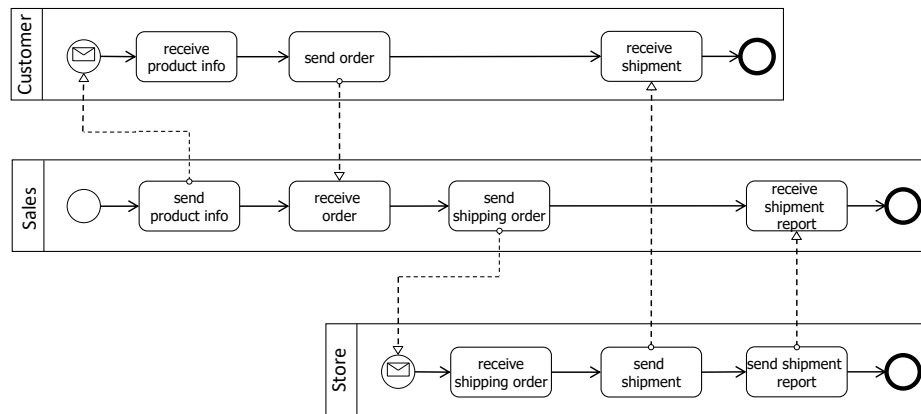 Customer
receive
product info
send order
receive
shipment
Sales
send
product info
receive
order
send
shipping order
receive
shipment
report
Store
receive
shipping order
send
shipment
send shipment
report